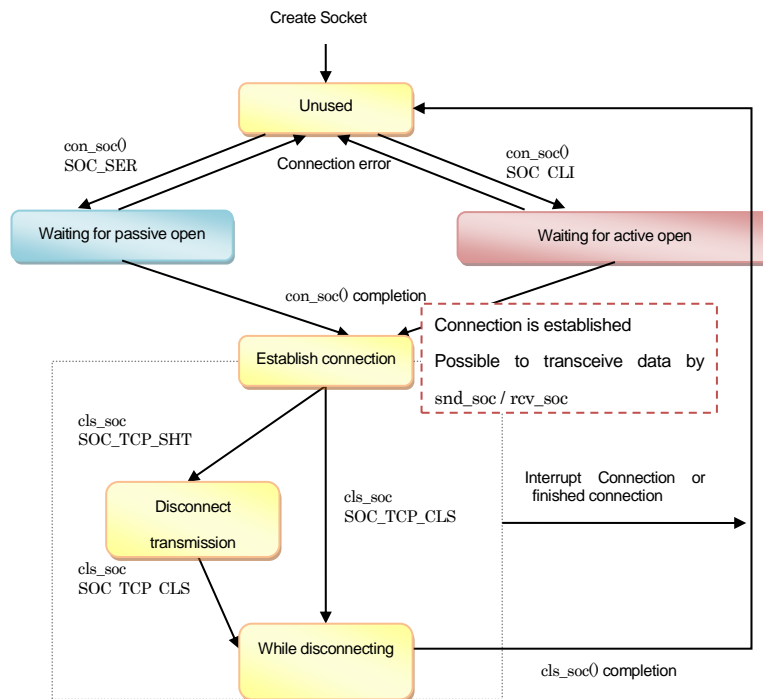 Create Socket
Unused
con_soc()
SOC_SER
Connection error
con_soc()
SOC CLI
Waiting for passive open
Waiting for active open
con_soc() completion
Connection is established
Possible to transceive data by
snd_soc / rcv_soc
Establish connection
cls_soc
SOC_TCP_SHT
cls_soc
SOC_TCP_CLS
Interrupt Connection or
finished connection
Disconnect
transmission
cls_soc
SOC TCP CLS
While disconnecting
cls_soc() completion